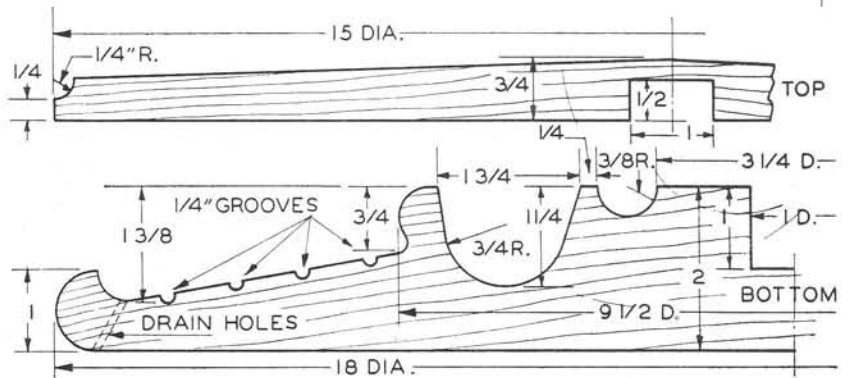 15 DIA.
1/4"R.
1/4
3/4
1/2
TOP
1
1/4
3/8R.
3 1/4 D.
1 3/4
1/4" GROOVES
3/4
1 1/4
1 3/8
1
1 D.
3/4R.
2
1
BOTTOM
DRAIN HOLES
9 1/2 D.
18 DIA.